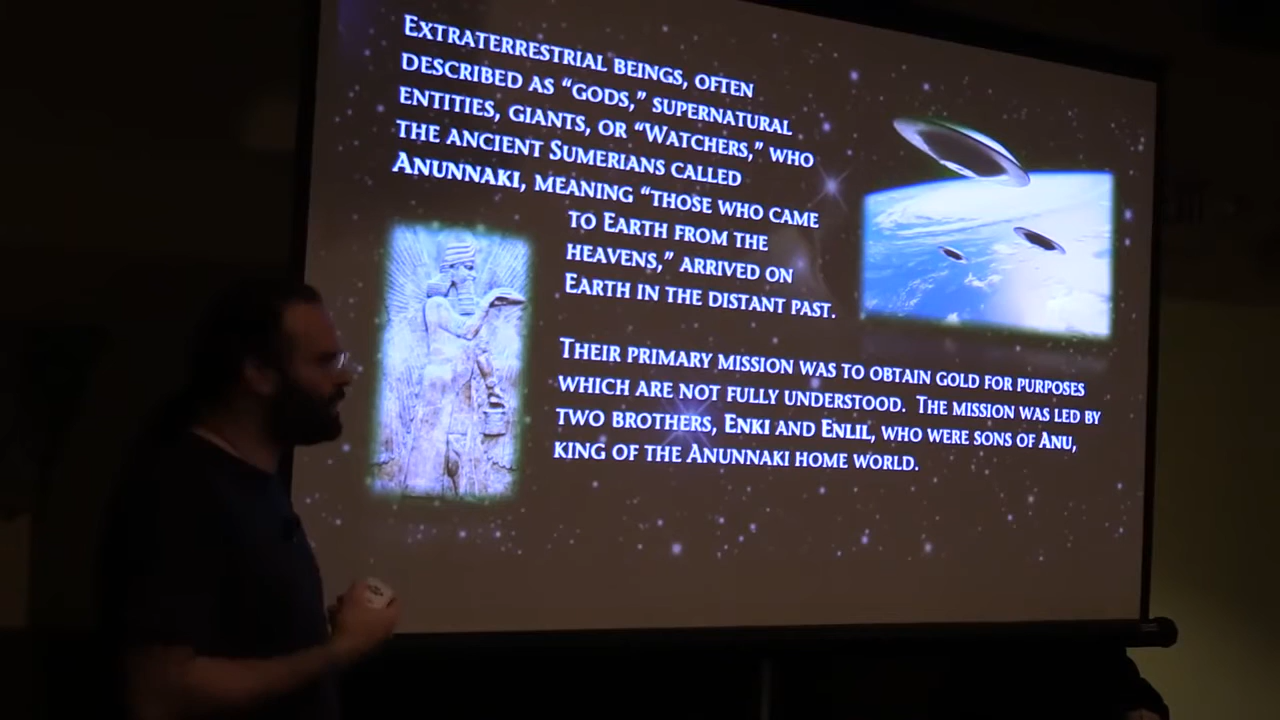 EXTRATERRESTRIAL BEINGS, OFTEN
DESCRIBED AS “GODS,” SUPERNATURAL
ENTITIES, GIANTS, OR “WATCHERS,” WHO
THE ANCIENT SUMERIANS CALLED
ANUNNAKI, MEANING “THOSE WHO CAME
TO EARTH FROM THE
HEAVENS,” ARRIVED ON
EARTH IN THE DISTANT PAST.
THEIR PRIMARY MISSION WAS TO OBTAIN GOLD FOR PURPOSES
WHICH ARE NOT FULLY UNDERSTOOD. THE MISSION WAS LED BY
TWO BROTHERS, ENKI AND ENLIL, WHO WERE SONS OF ANU,
KING OF THE ANUNNAKI HOME WORLD.